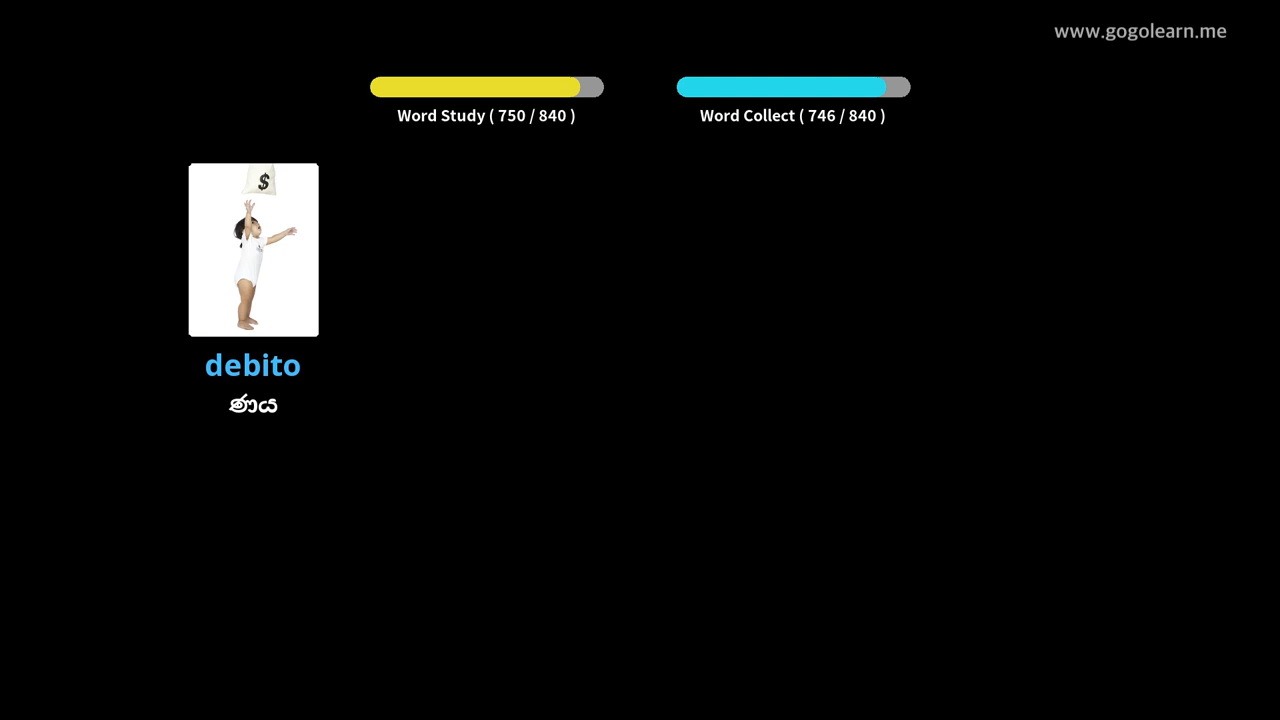 www.gogolearn.me
Word Study ( 750 / 840 )
Word Collect ( 746 / 840 )
$
debito
ණය